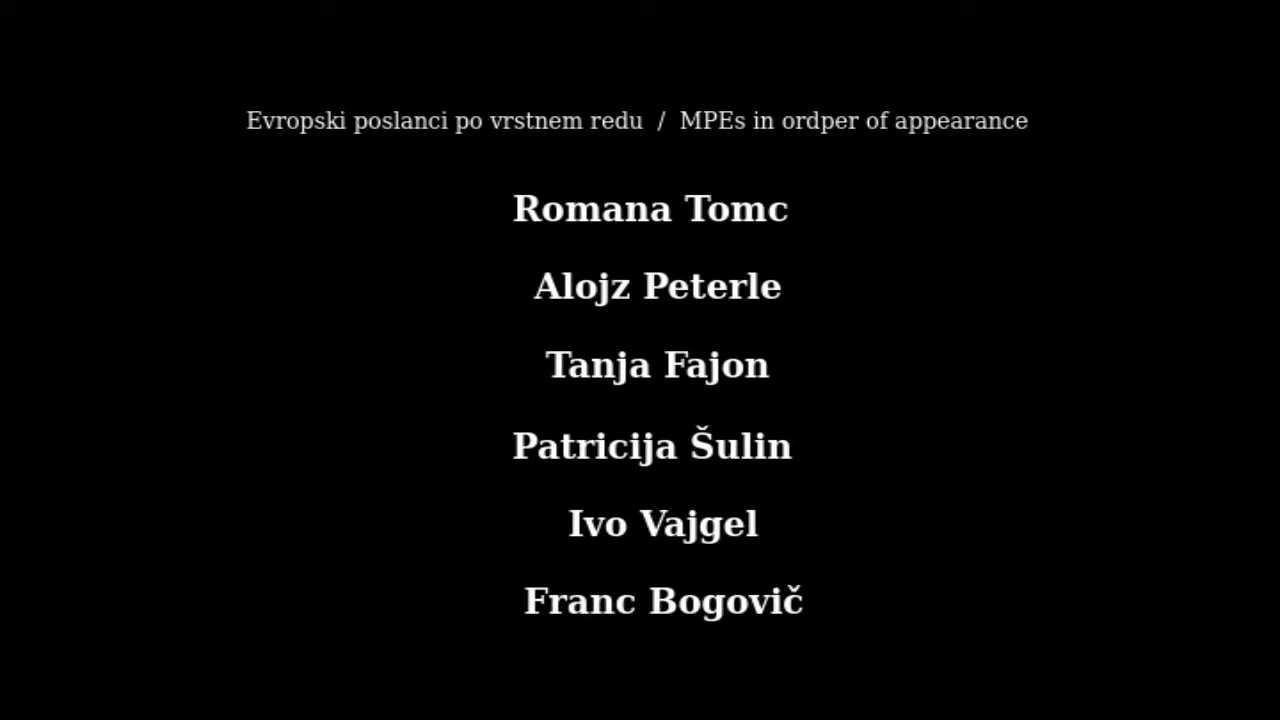 Evropski poslanci po vrstnem redu / MPEs in ordper of appearance
Romana Tomc
Alojz Peterle
Tanja Fajon
Patricija Šulin
Ivo Vajgel
Franc Bogovič